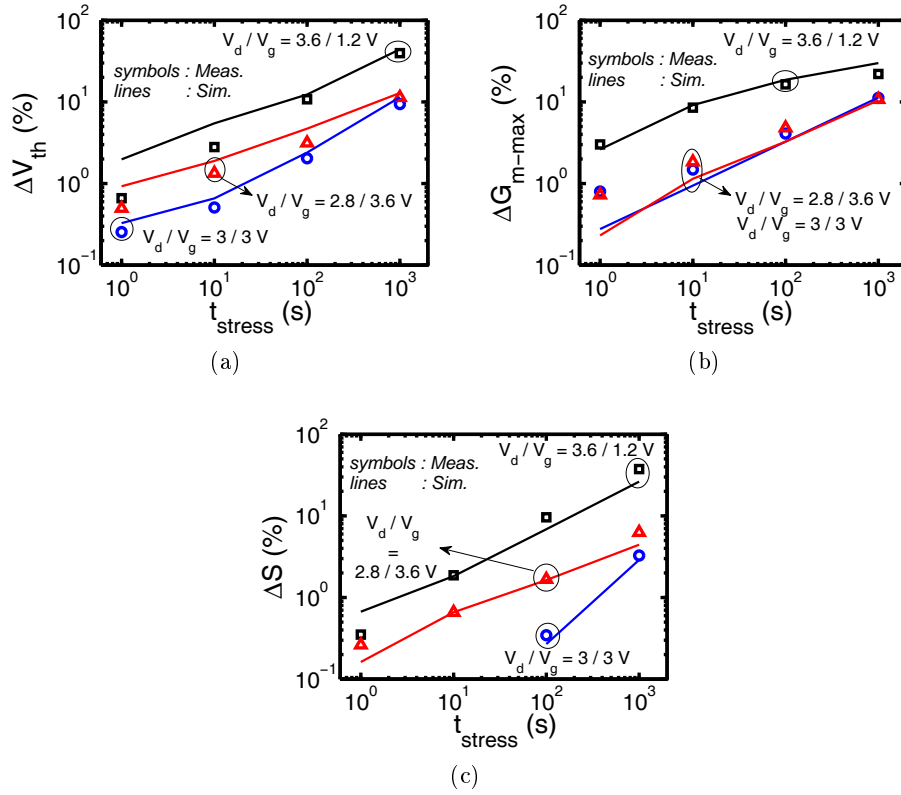 10^2
V_d / V_g = 3.6 / 1.2 V
symbols : Meas.
lines : Sim.
10^1
ΔV_th (%)
10^0
V_d / V_g = 2.8 / 3.6 V
V_d / V_g = 3 / 3 V
10^−1
10^0 10^1 10^2 10^3
t_stress (s)
(a)
10^2
V_d / V_g = 3.6 / 1.2 V
symbols : Meas.
lines : Sim.
10^1
ΔG_m−max (%)
10^0
V_d / V_g = 2.8 / 3.6 V
V_d / V_g = 3 / 3 V
10^−1
10^0 10^1 10^2 10^3
t_stress (s)
(b)
10^2
V_d / V_g = 3.6 / 1.2 V
symbols : Meas.
lines : Sim.
10^1
V_d / V_g
=
2.8 / 3.6 V
ΔS (%)
10^0
V_d / V_g = 3 / 3 V
10^−1
10^0 10^1 10^2 10^3
t_stress (s)
(c)